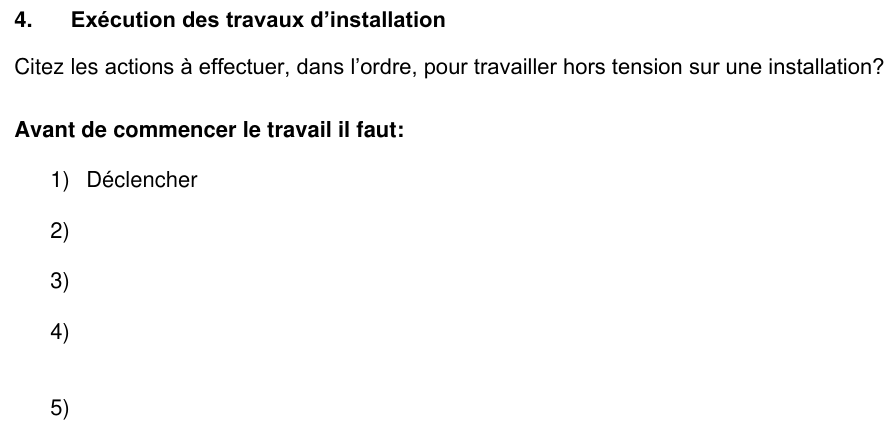 4. Exécution des travaux d’installation
Citez les actions à effectuer, dans l’ordre, pour travailler hors tension sur une installation?
Avant de commencer le travail il faut:
1) Déclencher
2)
3)
4)
5)